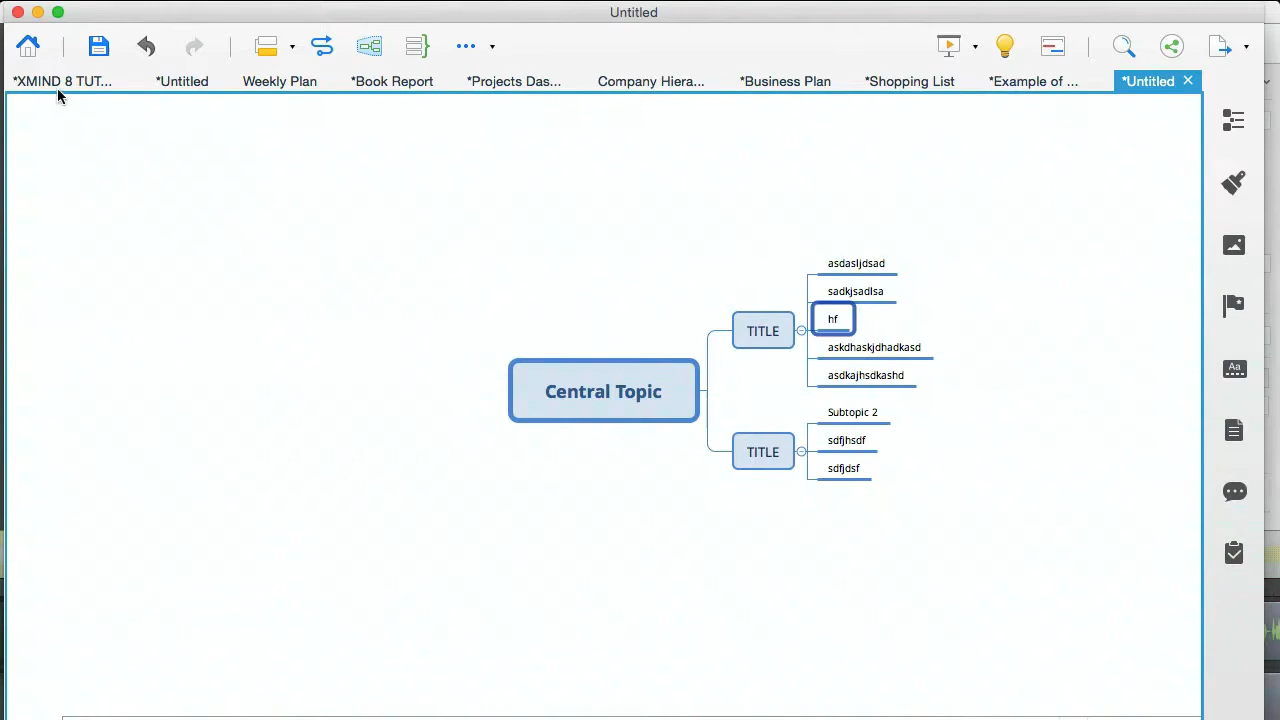 Untitled
*XMIND 8 TUT... *Untitled Weekly Plan *Book Report *Projects Das... Company Hiera... *Business Plan *Shopping List *Example of ... *Untitled
Aa
asdasljdsad
sadkjsadlsa
TITLE
hf
askdhaskjdhadkasd
asdkajhsdkashd
Central Topic
Subtopic 2
TITLE
sdfjhsdf
sdfjdsf